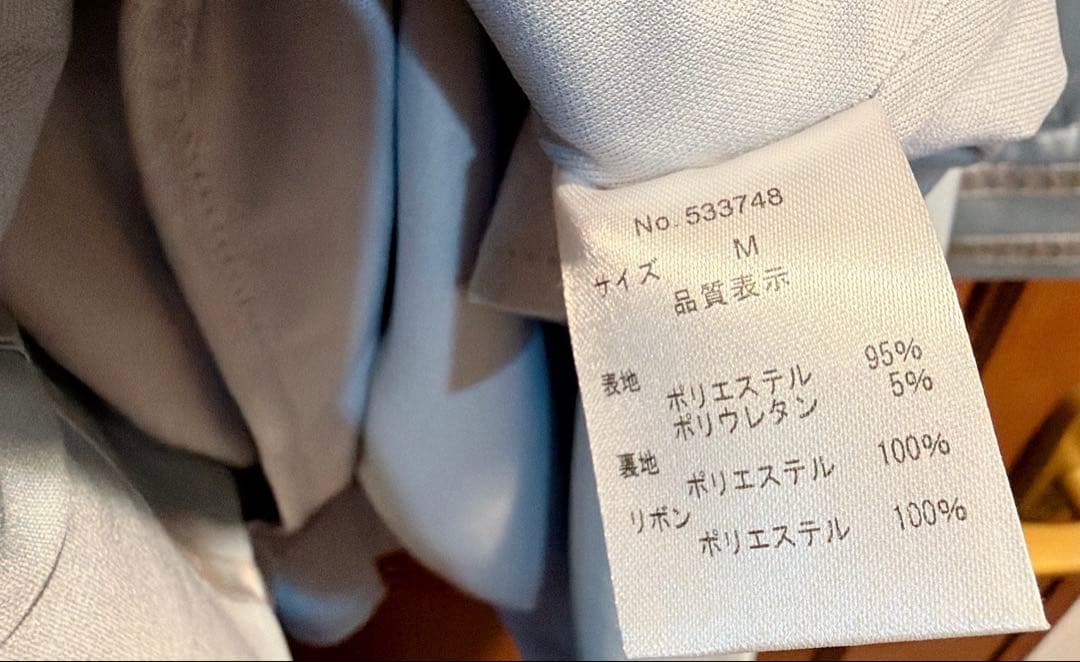 No. 533748
サイズ M
品質表示
表地 ポリエステル 95%
ポリウレタン 5%
裏地 ポリエステル 100%
リボン ポリエステル 100%